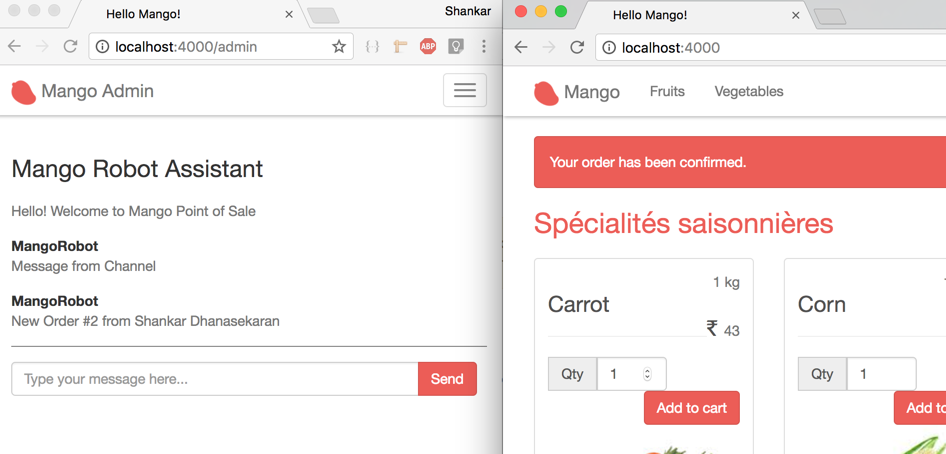 Hello Mango!
Shankar
localhost:4000/admin
ABP
Mango Admin
Mango Robot Assistant
Hello! Welcome to Mango Point of Sale
MangoRobot
Message from Channel
MangoRobot
New Order #2 from Shankar Dhanasekaran
Type your message here...
Send
Hello Mango!
localhost:4000
Mango
Fruits
Vegetables
Your order has been confirmed.
Spécialités saisonnières
1 kg
Carrot
₹ 43
Qty
1
Add to cart
Corn
Qty
1
Add to